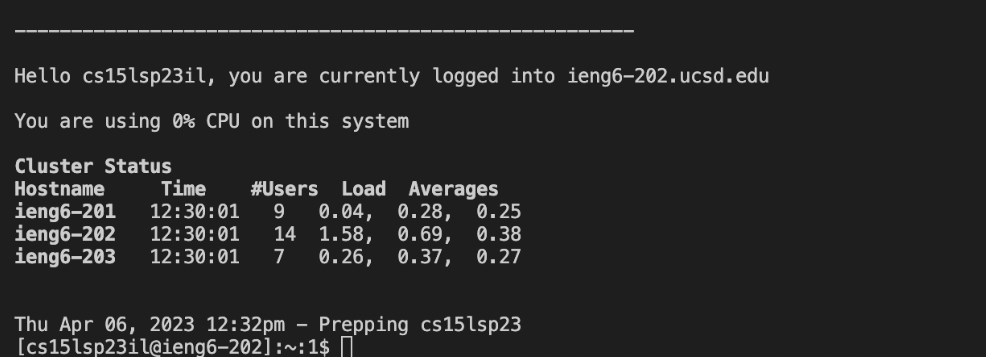 -------------------------------------------------------
Hello cs15lsp23il, you are currently logged into ieng6-202.ucsd.edu
You are using 0% CPU on this system
Cluster Status
Hostname     Time    #Users  Load  Averages
ieng6-201   12:30:01   9   0.04,  0.28,  0.25
ieng6-202   12:30:01   14  1.58,  0.69,  0.38
ieng6-203   12:30:01   7   0.26,  0.37,  0.27
Thu Apr 06, 2023 12:32pm - Prepping cs15lsp23
[cs15lsp23il@ieng6-202]:~:1$